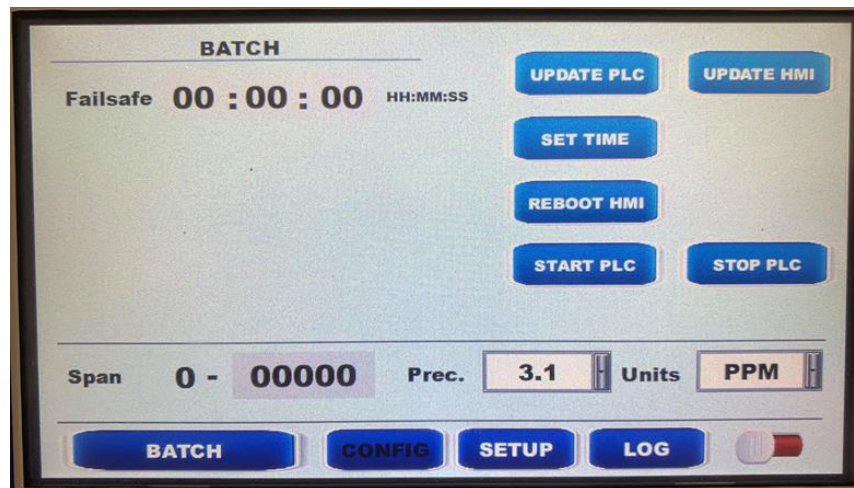 BATCH
UPDATE PLC UPDATE HMI
Failsafe 00 : 00 : 00 HH:MM:SS
SET TIME
REBOOT HMI
START PLC STOP PLC
Span 0 - 00000 Prec. 3.1 Units PPM
BATCH CONFIG SETUP LOG